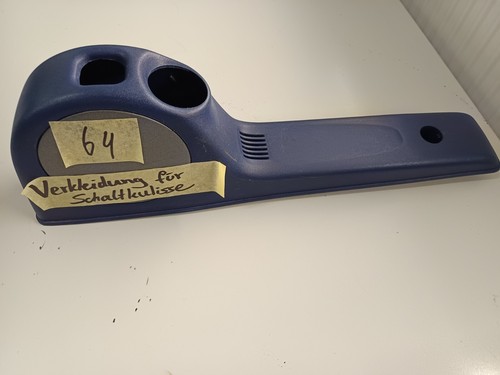 64
Verkleidung für
Schaltkulisse